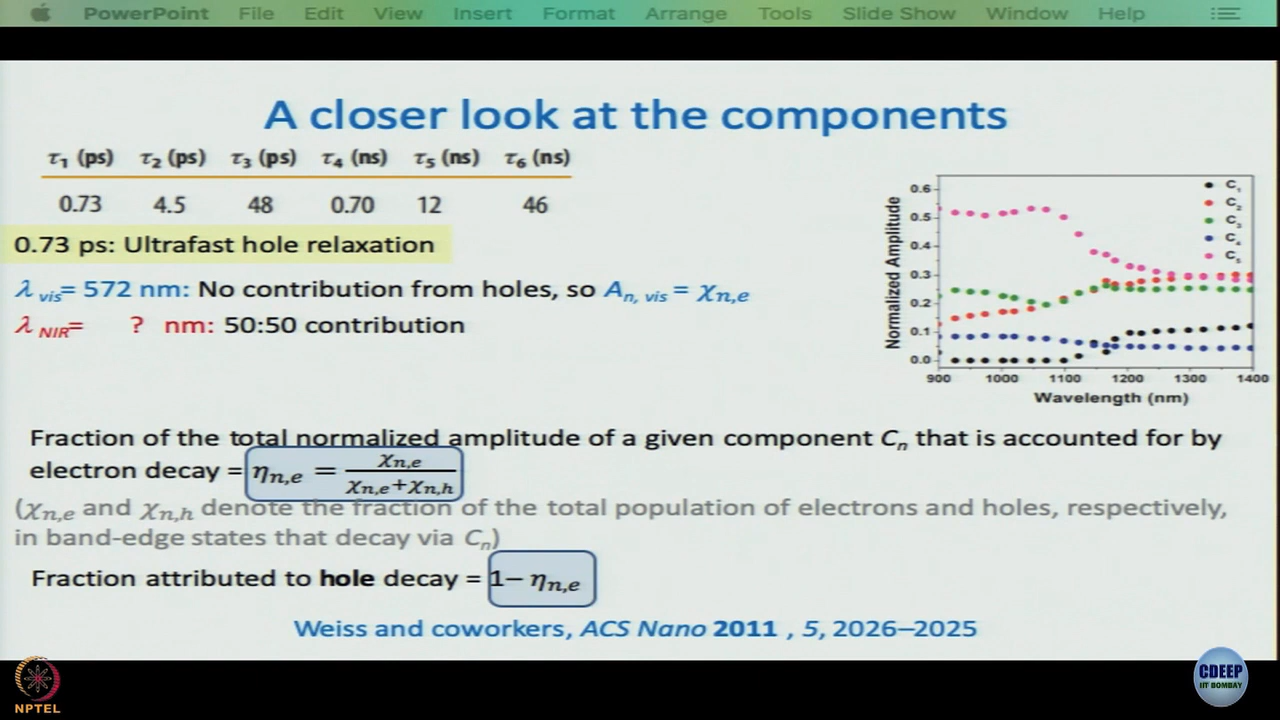 PowerPoint File Edit View Insert Format Arrange Tools Slide Show Window Help
A closer look at the components
τ1 (ps) τ2 (ps) τ3 (ps) τ4 (ns) τ5 (ns) τ6 (ns)
0.73 4.5 48 0.70 12 46
0.73 ps: Ultrafast hole relaxation
λ vis= 572 nm: No contribution from holes, so An, vis = χn,e
λ NIR= ? nm: 50:50 contribution
Normalized Amplitude
0.6
0.5
0.4
0.3
0.2
0.1
0.0
C1
C2
C3
C4
C5
900 1000 1100 1200 1300 1400
Wavelength (nm)
Fraction of the total normalized amplitude of a given component Cn that is accounted for by
electron decay = ηn,e = χn,e / χn,e+χn,h
(χn,e and χn,h denote the fraction of the total population of electrons and holes, respectively,
in band-edge states that decay via Cn)
Fraction attributed to hole decay = 1− ηn,e
Weiss and coworkers, ACS Nano 2011 , 5, 2026–2025
NPTEL
CDEEP
IIT BOMBAY